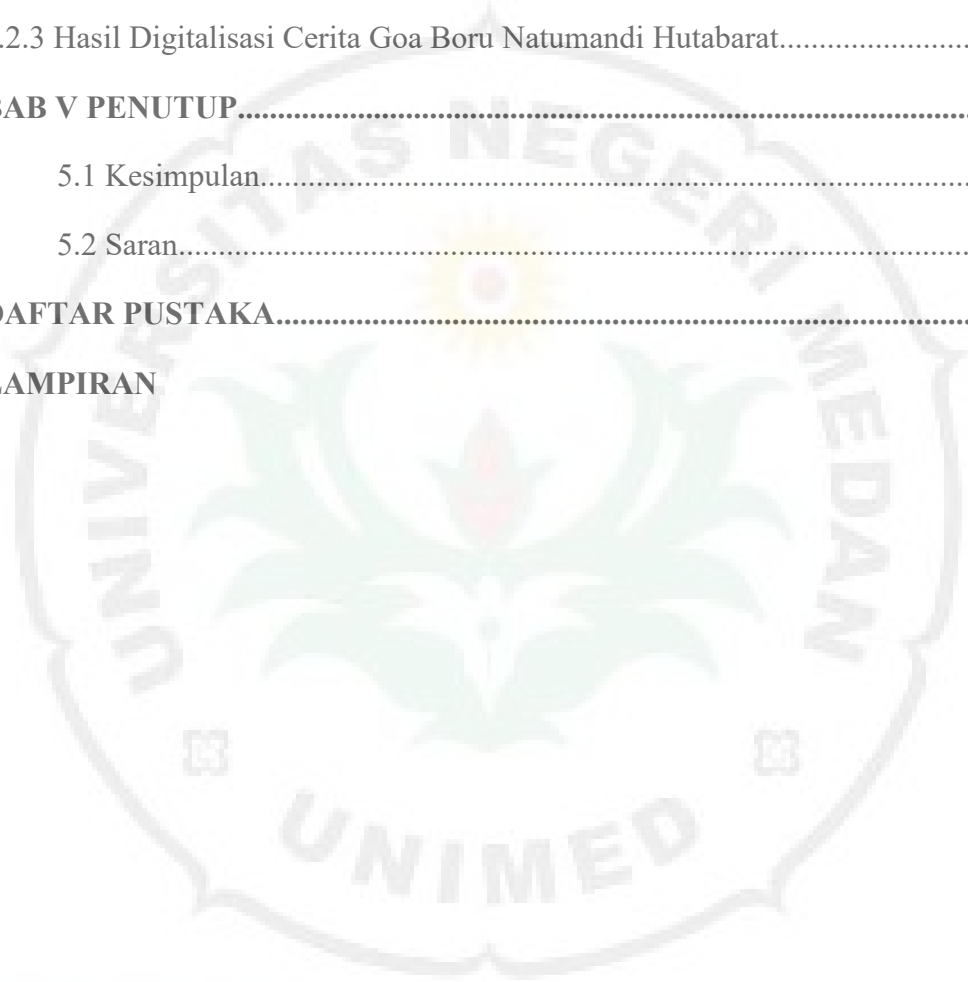 .2.3 Hasil Digitalisasi Cerita Goa Boru Natumandi Hutabarat.......................
BAB V PENUTUP...........................................................................................
5.1 Kesimpulan..............................................................................................
5.2 Saran........................................................................................................
DAFTAR PUSTAKA......................................................................................
LAMPIRAN
UNIVERSITAS NEGERI MEDAN
UNIMED